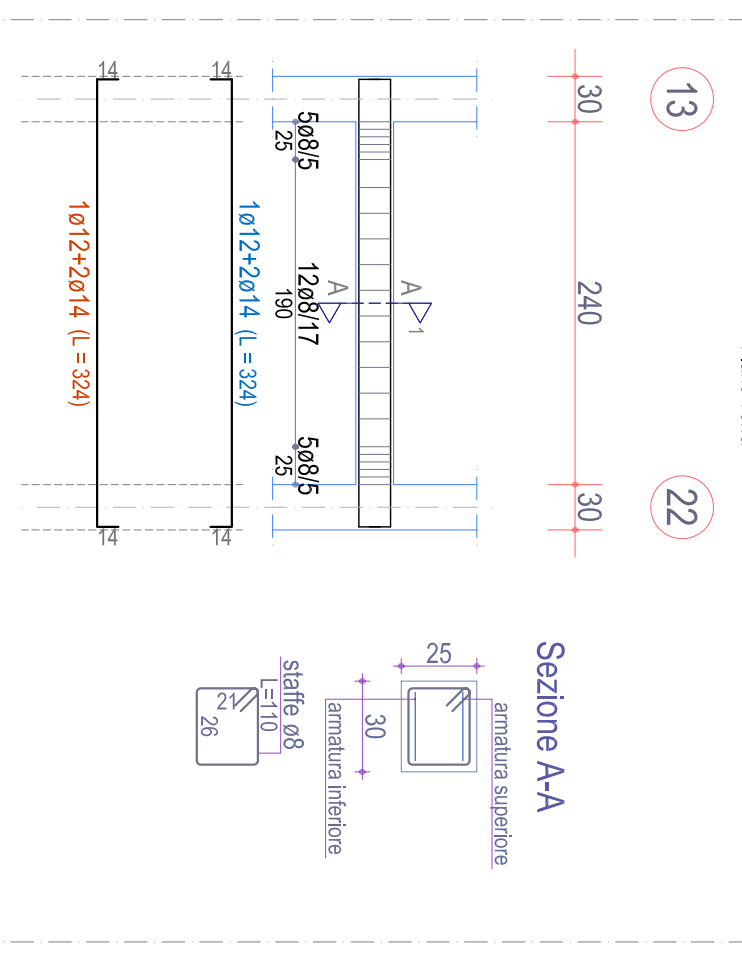 13
22
30
240
30
A
A
1
5ø8/5
12ø8/17
5ø8/5
25
190
25
14
14
1ø12+2ø14 (L = 324)
14
14
1ø12+2ø14 (L = 324)
Sezione A-A
armatura superiore
25
30
armatura inferiore
staffe ø8
L=110
21
26